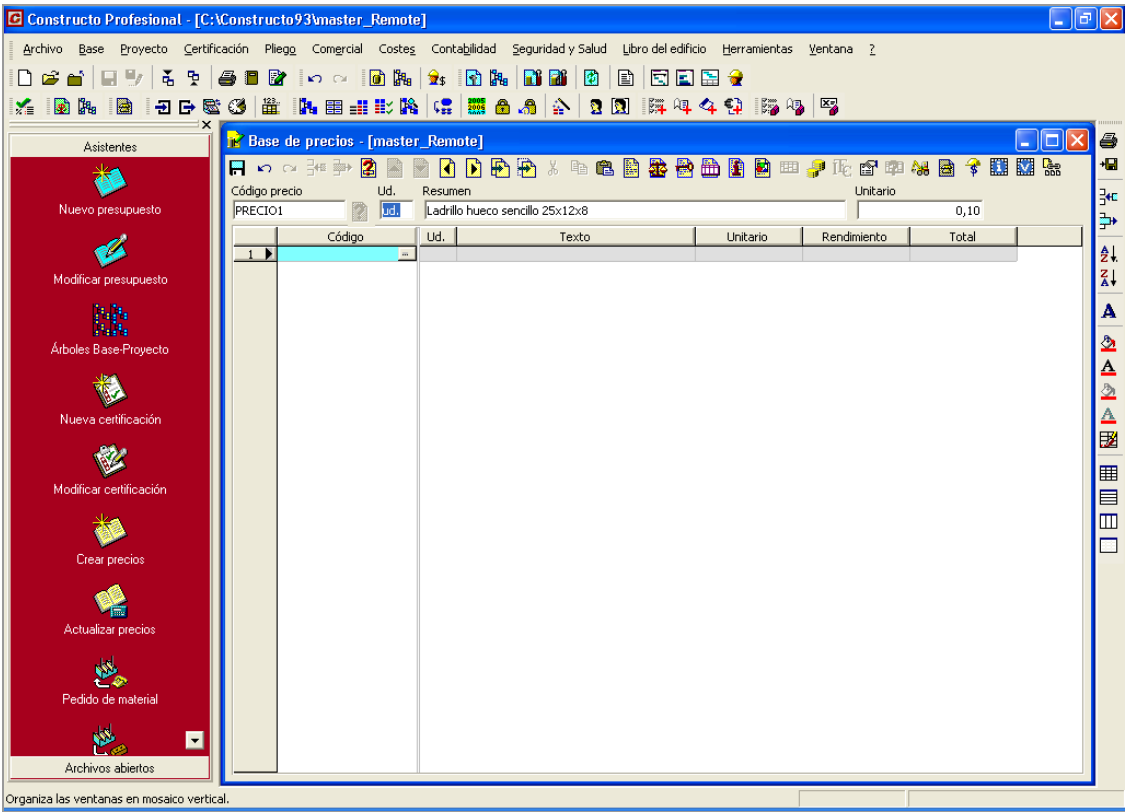 Constructo Profesional - [C:\Constructo93\master_Remote]
Archivo Base Proyecto Certificación Pliego Comercial Costes Contabilidad Seguridad y Salud Libro del edificio Herramientas Ventana ?
Asistentes
Nuevo presupuesto
Modificar presupuesto
Árboles Base-Proyecto
Nueva certificación
Modificar certificación
Crear precios
Actualizar precios
Pedido de material
Archivos abiertos
Base de precios - [master_Remote]
Código precio Ud. Resumen Unitario
PRECIO1 ud. Ladrillo hueco sencillo 25x12x8 0,10
Código Ud. Texto Unitario Rendimiento Total
1 ...
Organiza las ventanas en mosaico vertical.